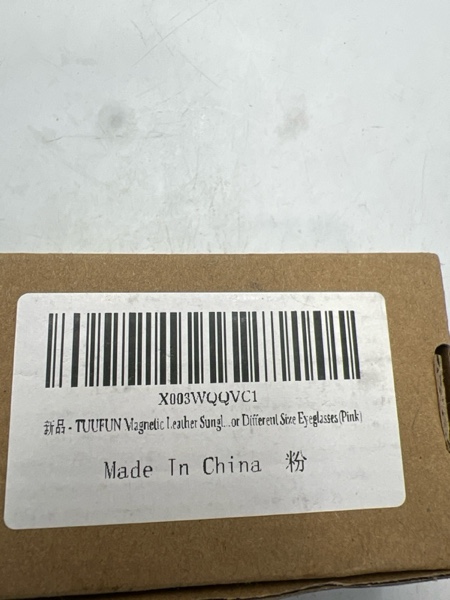 X003WQQVC1
新品 - TUUFUN Magnetic Leather Sungl...or Different Size Eyeglasses(Pink)
Made In China 粉